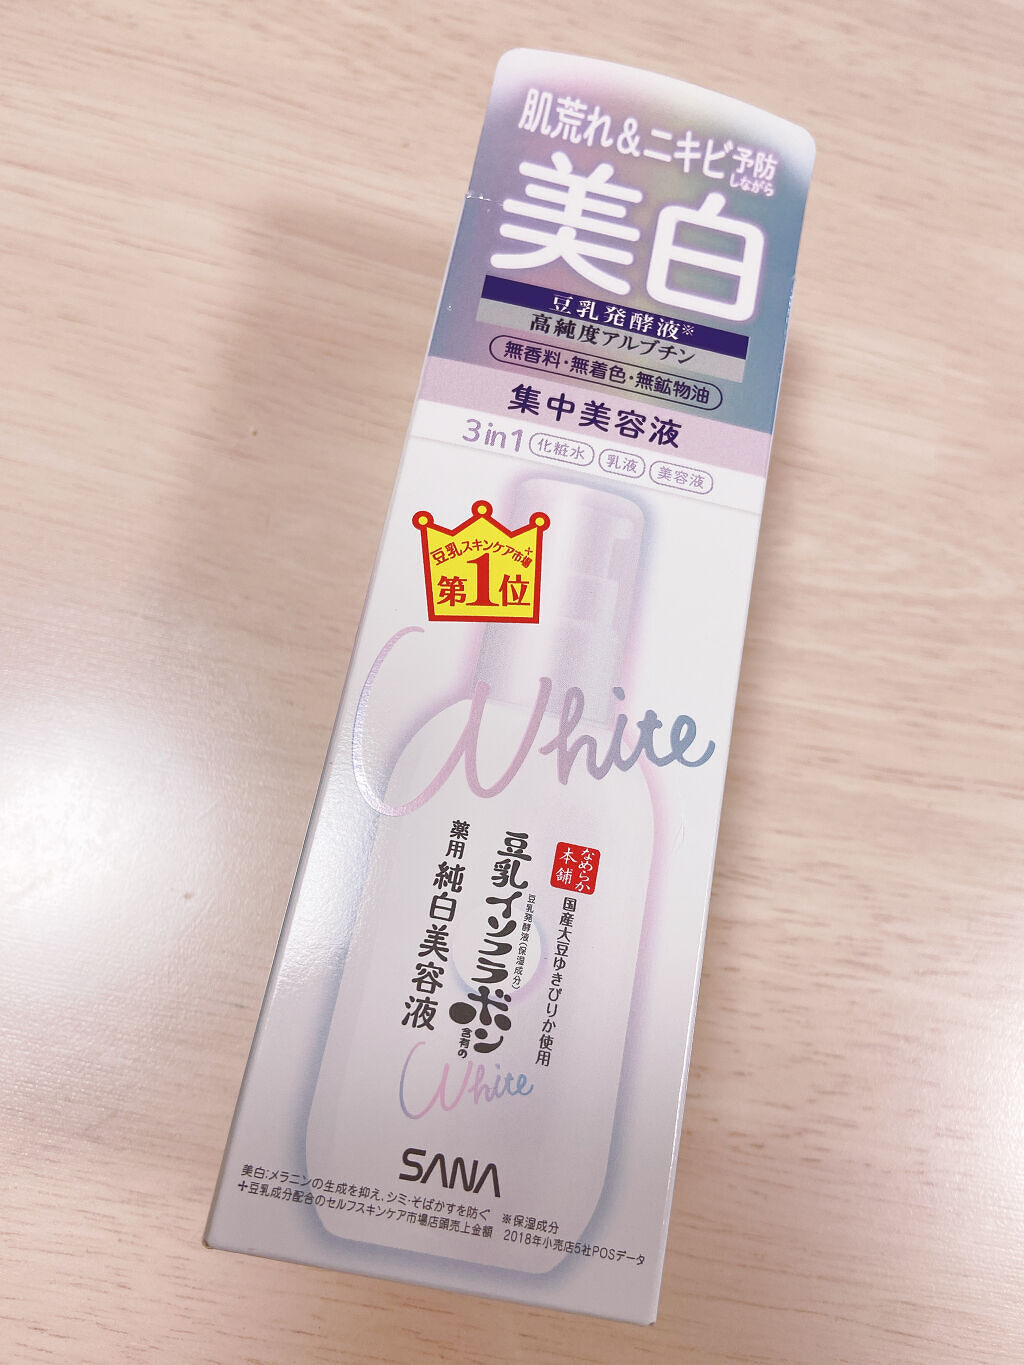 肌荒れ&ニキビ予防しながら
美白
豆乳発酵液※
高純度アルブチン
無香料・無着色・無鉱物油
集中美容液
3in1 化粧水 乳液 美容液
豆乳スキンケア市場+
第1位
White
なめらか本舗
国産大豆ゆきぴりか使用
豆乳イソフラボン含有の
豆乳発酵液(保湿成分)
薬用 純白美容液
White
SANA
美白:メラニンの生成を抑え、シミ・そばかすを防ぐ ※保湿成分
+豆乳成分配合のセルフスキンケア市場店頭売上金額 2018年小売店5社POSデータ